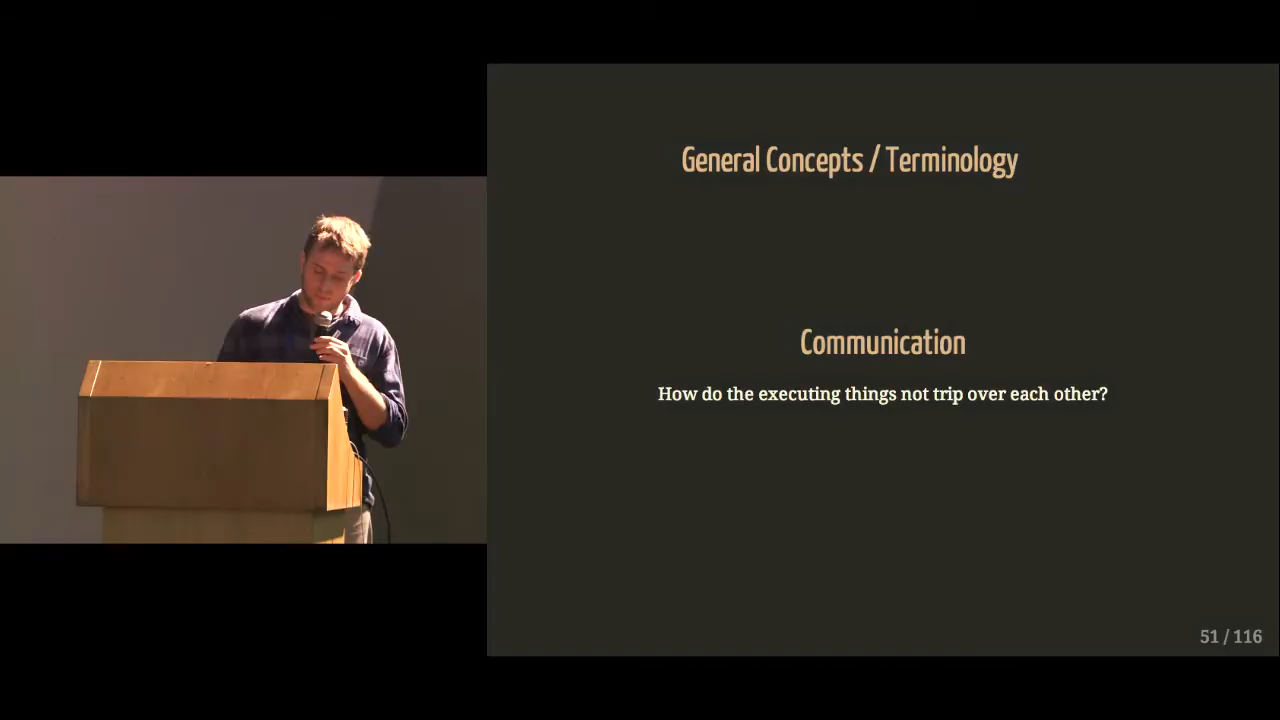 General Concepts / Terminology
Communication
How do the executing things not trip over each other?
51 / 116